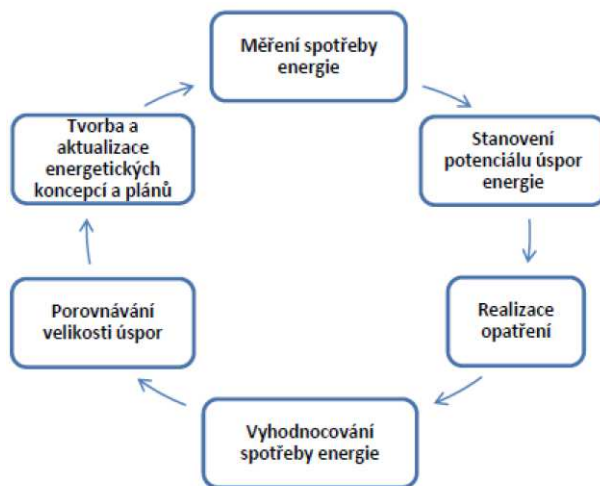 Měření spotřeby
energie
Stanovení
potenciálu úspor
energie
Realizace
opatření
Vyhodnocování
spotřeby energie
Porovnávání
velikosti úspor
Tvorba a
aktualizace
energetických
koncepcí a plánů